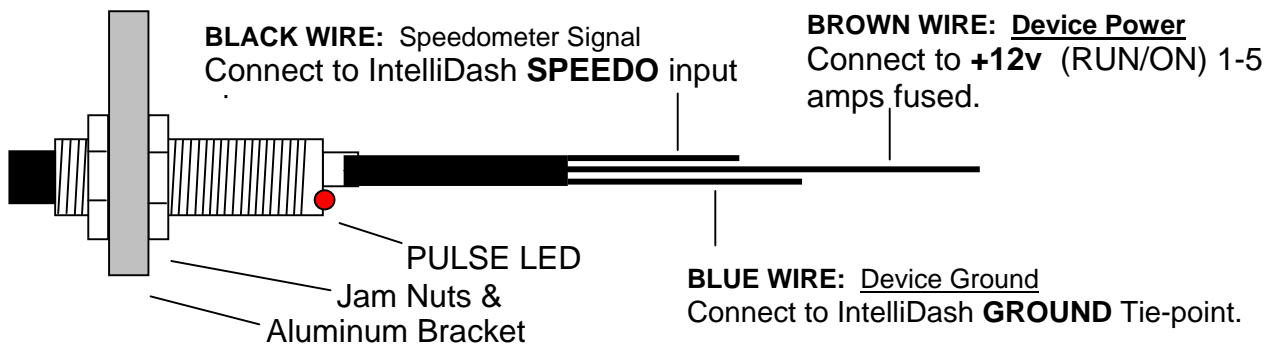 BLACK WIRE: Speedometer Signal
Connect to IntelliDash SPEEDO input
.
BROWN WIRE: Device Power
Connect to +12v (RUN/ON) 1-5
amps fused.
PULSE LED
Jam Nuts &
Aluminum Bracket
BLUE WIRE: Device Ground
Connect to IntelliDash GROUND Tie-point.